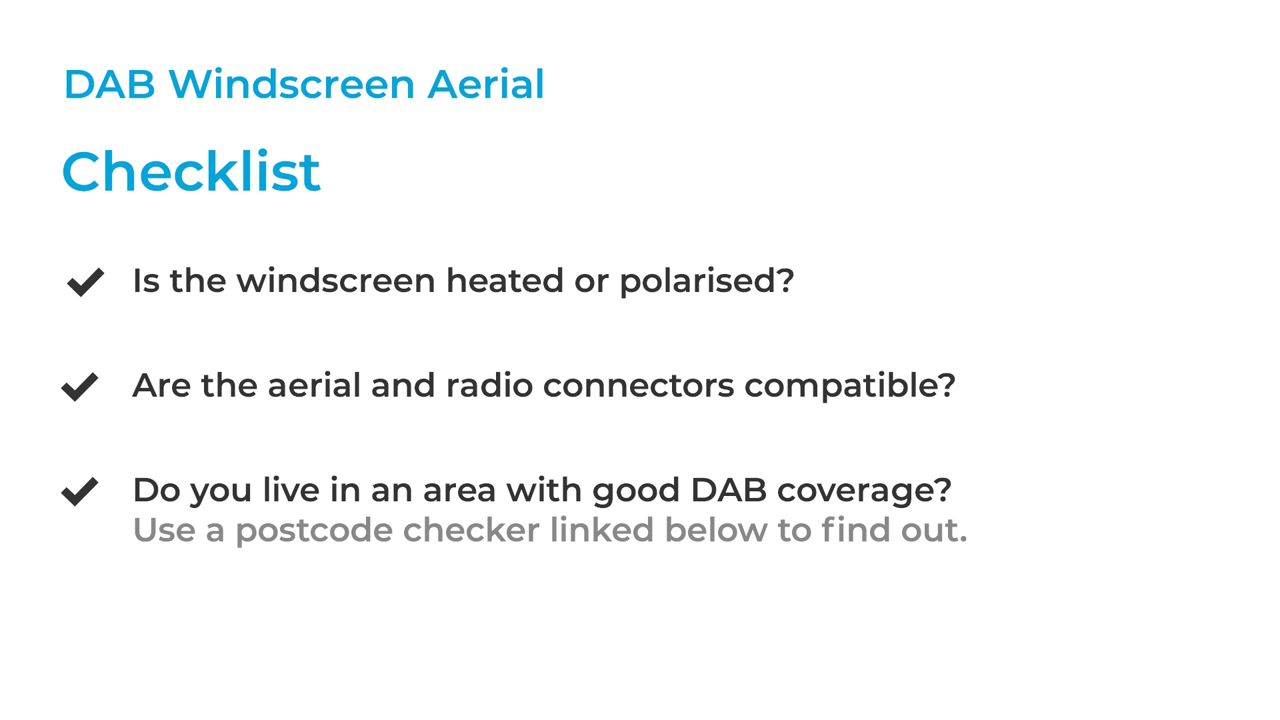 DAB Windscreen Aerial
Checklist
Is the windscreen heated or polarised?
Are the aerial and radio connectors compatible?
Do you live in an area with good DAB coverage?
Use a postcode checker linked below to find out.